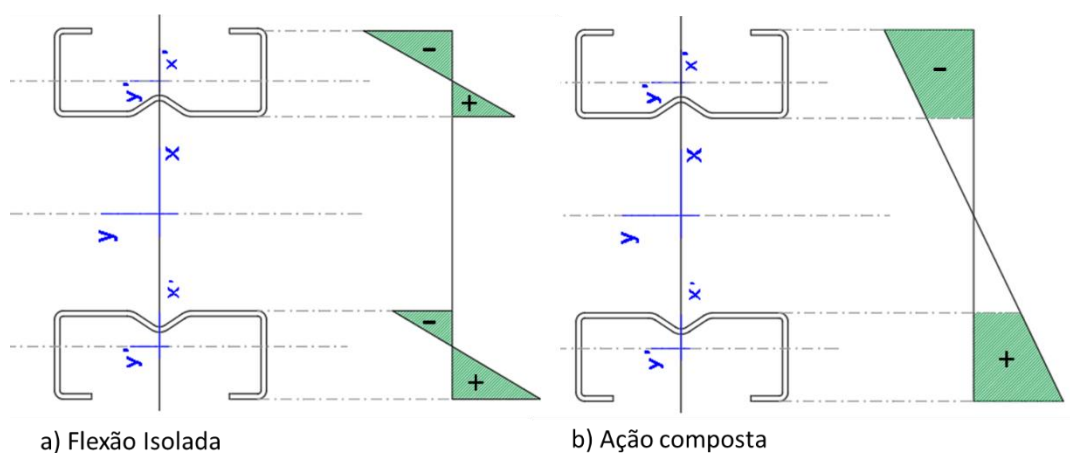 x'
y'
-
+
x
y
x'
y'
-
+
x'
y'
-
x
y
x'
y'
+
a) Flexão Isolada
b) Ação composta